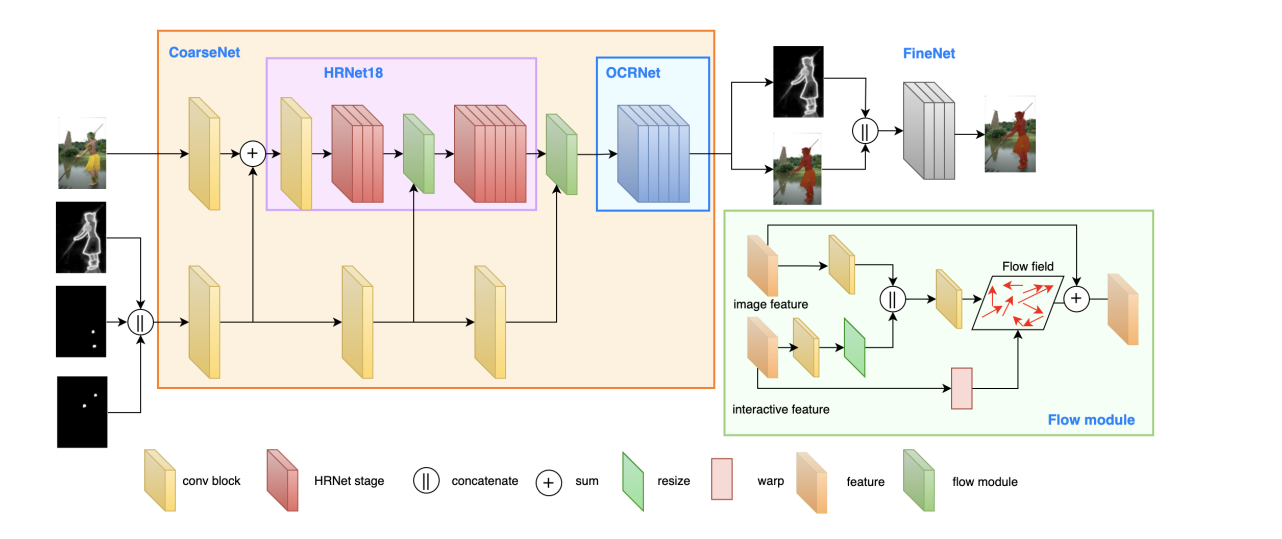 CoarseNet
HRNet18
OCRNet
FineNet
+
||
||
Flow field
image feature
||
+
interactive feature
Flow module
conv block
HRNet stage
|| concatenate
+ sum
resize
warp
feature
flow module